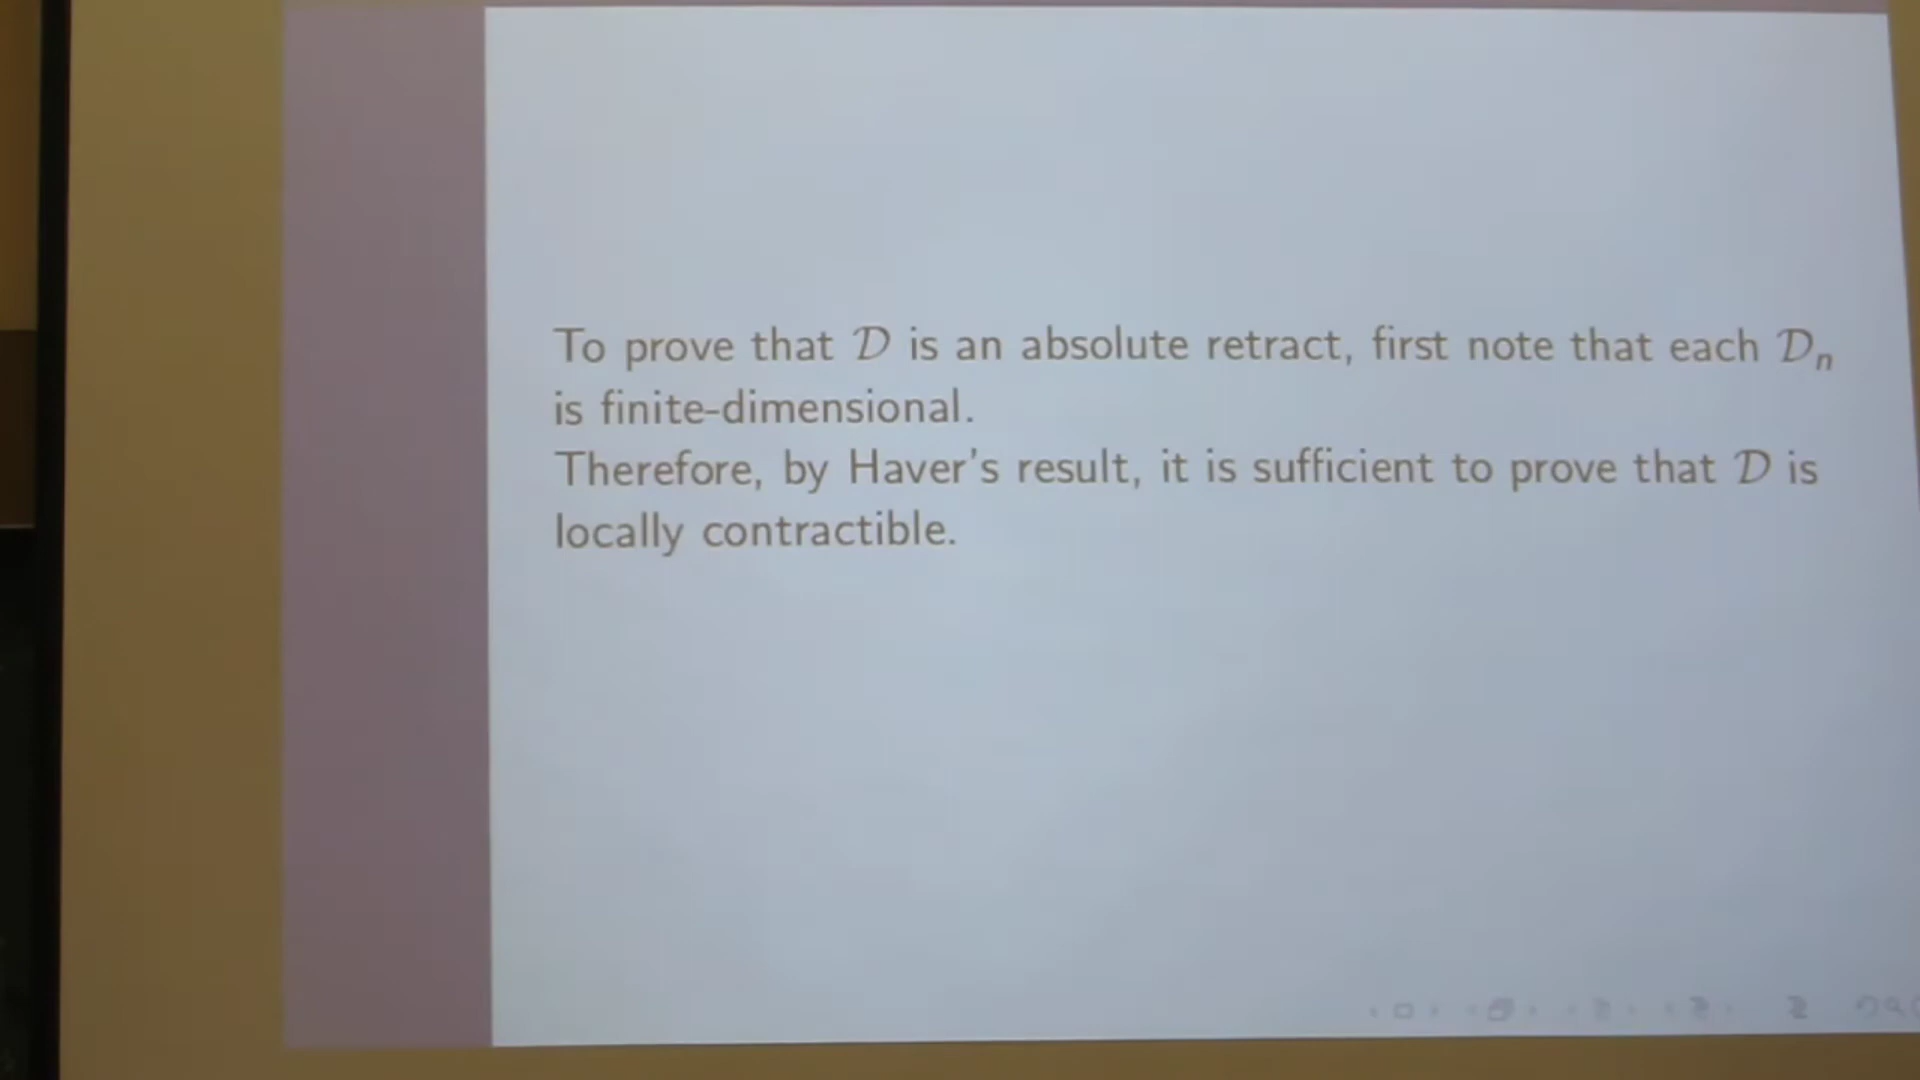 To prove that 𝒟 is an absolute retract, first note that each 𝒟ₙ
is finite-dimensional.
Therefore, by Haver's result, it is sufficient to prove that 𝒟 is
locally contractible.